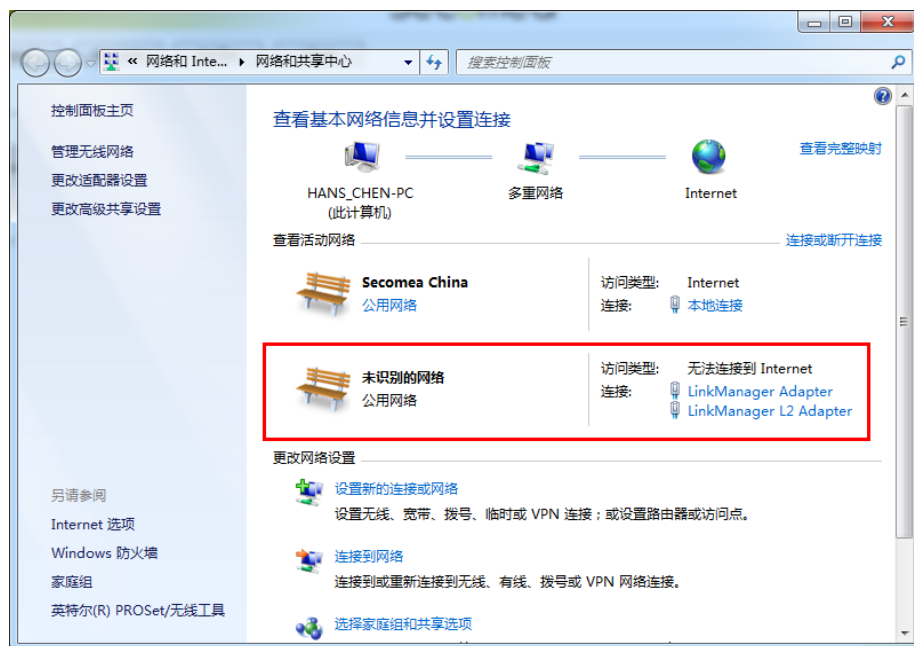 « 网络和 Inte... ▸ 网络和共享中心
搜索控制面板
控制面板主页
管理无线网络
更改适配器设置
更改高级共享设置
另请参阅
Internet 选项
Windows 防火墙
家庭组
英特尔(R) PROSet/无线工具
查看基本网络信息并设置连接
查看完整映射
HANS_CHEN-PC
(此计算机)
多重网络
Internet
查看活动网络
连接或断开连接
Secomea China
公用网络
访问类型: Internet
连接: 本地连接
未识别的网络
公用网络
访问类型: 无法连接到 Internet
连接: LinkManager Adapter
LinkManager L2 Adapter
更改网络设置
设置新的连接或网络
设置无线、宽带、拨号、临时或 VPN 连接；或设置路由器或访问点。
连接到网络
连接到或重新连接到无线、有线、拨号或 VPN 网络连接。
选择家庭组和共享选项